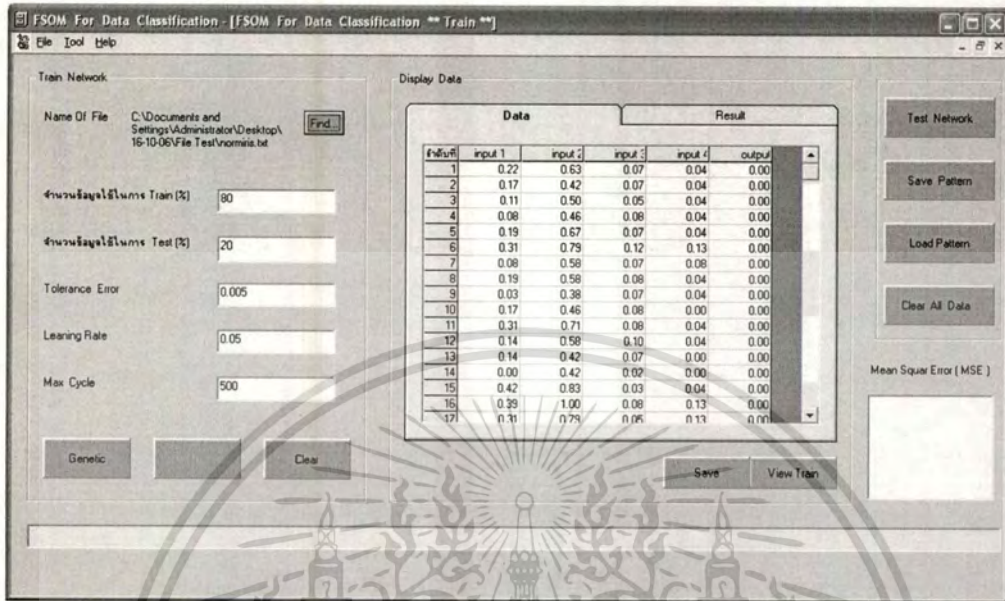 FSOM For Data Classification - [FSOM For Data Classification ** Train **]
File Tool Help
Train Network
Name Of File C:\Documents and
Settings\Administrator\Desktop\
16-10-06\File Test\normiris.txt
Find...
จำนวนข้อมูลใช้ในการ Train (%) 80
จำนวนข้อมูลใช้ในการ Test (%) 20
Tolerance Error 0.005
Leaning Rate 0.05
Max Cycle 500
Genetic Clear
Display Data
Data Result
ลำดับที่ input 1 input 2 input 3 input 4 output
1 0.22 0.63 0.07 0.04 0.00
2 0.17 0.42 0.07 0.04 0.00
3 0.11 0.50 0.05 0.04 0.00
4 0.08 0.46 0.08 0.04 0.00
5 0.19 0.67 0.07 0.04 0.00
6 0.31 0.79 0.12 0.13 0.00
7 0.08 0.58 0.07 0.08 0.00
8 0.19 0.58 0.08 0.04 0.00
9 0.03 0.38 0.07 0.04 0.00
10 0.17 0.46 0.08 0.00 0.00
11 0.31 0.71 0.08 0.04 0.00
12 0.14 0.58 0.10 0.04 0.00
13 0.14 0.42 0.07 0.00 0.00
14 0.00 0.42 0.02 0.00 0.00
15 0.42 0.83 0.03 0.04 0.00
16 0.39 1.00 0.08 0.13 0.00
17 0.31 0.79 0.05 0.13 0.00
Save View Train
Test Network
Save Pattern
Load Pattern
Clear All Data
Mean Squar Error ( MSE )